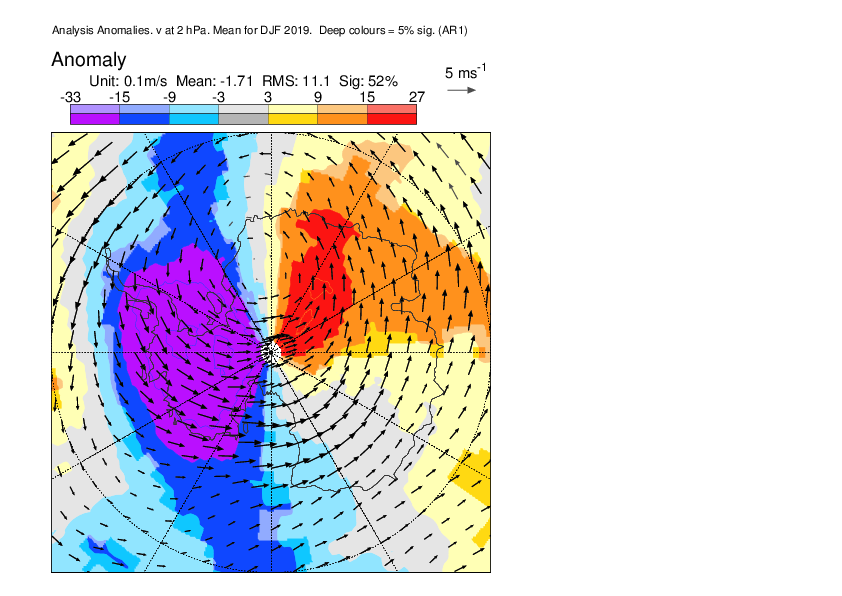 Analysis Anomalies. v at 2 hPa. Mean for DJF 2019. Deep colours = 5% sig. (AR1)
Anomaly
5 ms-1
Unit: 0.1m/s Mean: -1.71 RMS: 11.1 Sig: 52%
-33 -15 -9 -3 3 9 15 27